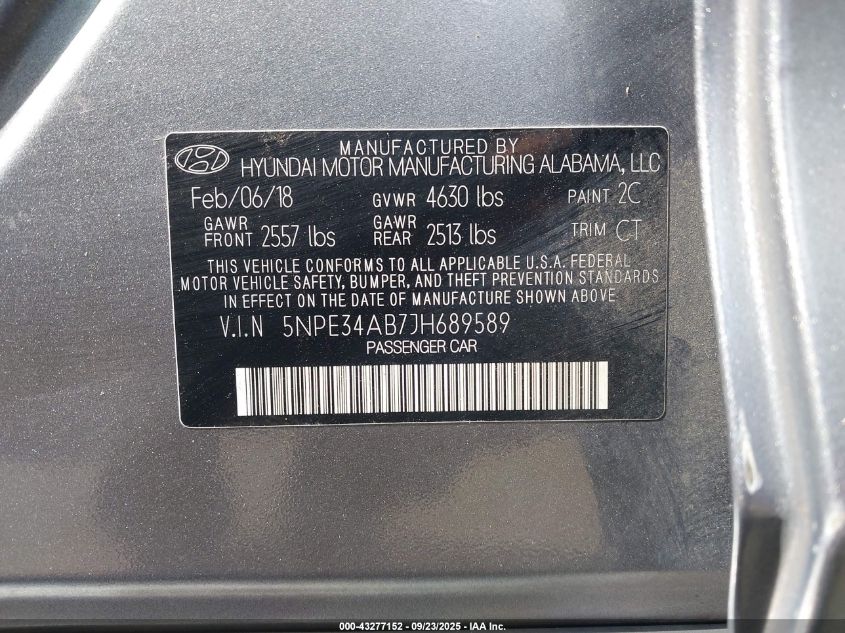 MANUFACTURED BY
HYUNDAI MOTOR MANUFACTURING ALABAMA, LLC
Feb/06/18 GVWR 4630 lbs PAINT 2C
GAWR FRONT 2557 lbs GAWR REAR 2513 lbs TRIM CT
THIS VEHICLE CONFORMS TO ALL APPLICABLE U.S.A. FEDERAL
MOTOR VEHICLE SAFETY, BUMPER, AND THEFT PREVENTION STANDARDS
IN EFFECT ON THE DATE OF MANUFACTURE SHOWN ABOVE.
V.I.N 5NPE34AB7JH689589
PASSENGER CAR
000-43277152 - 09/23/2025 - IAA Inc.